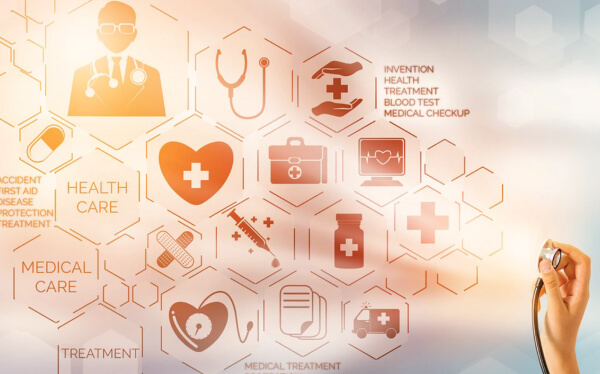 INVENTION
HEALTH
TREATMENT
BLOOD TEST
MEDICAL CHECKUP
ACCIDENT
FIRST AID
DISEASE
PROTECTION
TREATMENT
HEALTH
CARE
MEDICAL
CARE
TREATMENT
MEDICAL TREATMENT